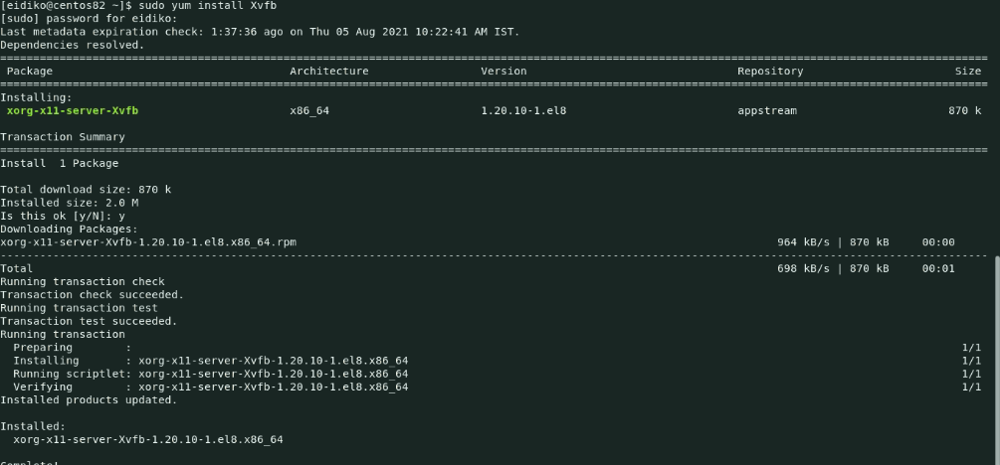 [eidiko@centos82 ~]$ sudo yum install Xvfb
[sudo] password for eidiko:
Last metadata expiration check: 1:37:36 ago on Thu 05 Aug 2021 10:22:41 AM IST.
Dependencies resolved.
================================================================================
Package Architecture Version Repository Size
================================================================================
Installing:
xorg-x11-server-Xvfb x86_64 1.20.10-1.el8 appstream 870 k
Transaction Summary
================================================================================
Install  1 Package
Total download size: 870 k
Installed size: 2.0 M
Is this ok [y/N]: y
Downloading Packages:
xorg-x11-server-Xvfb-1.20.10-1.el8.x86_64.rpm 964 kB/s | 870 kB 00:00
--------------------------------------------------------------------------------
Total 698 kB/s | 870 kB 00:01
Running transaction check
Transaction check succeeded.
Running transaction test
Transaction test succeeded.
Running transaction
Preparing : 1/1
Installing : xorg-x11-server-Xvfb-1.20.10-1.el8.x86_64 1/1
Running scriptlet: xorg-x11-server-Xvfb-1.20.10-1.el8.x86_64 1/1
Verifying : xorg-x11-server-Xvfb-1.20.10-1.el8.x86_64 1/1
Installed products updated.
Installed:
xorg-x11-server-Xvfb-1.20.10-1.el8.x86_64
Complete!